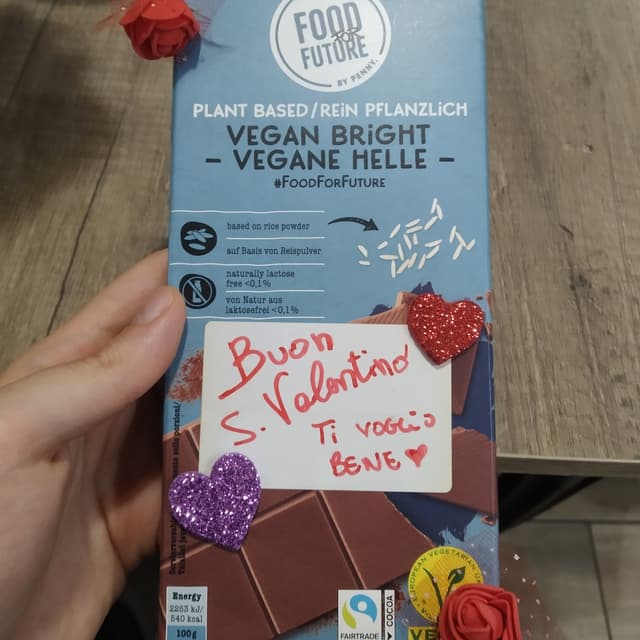 FOOD
FOR
FUTURE
BY PENNY.
PLANT BASED/REIN PFLANZLICH
VEGAN BRIGHT
– VEGANE HELLE –
#FOODFORFUTURE
based on rice powder
auf Basis von Reispulver
naturally lactose
free <0,1%
von Natur aus
laktosefrei <0,1%
Buon
S. Valentino
Ti VOGLIO
BENE ♥
Energy
2253 kJ/
540 kcal
100g
FAIRTRADE
COCOA
EUROPEAN VEGETARIAN